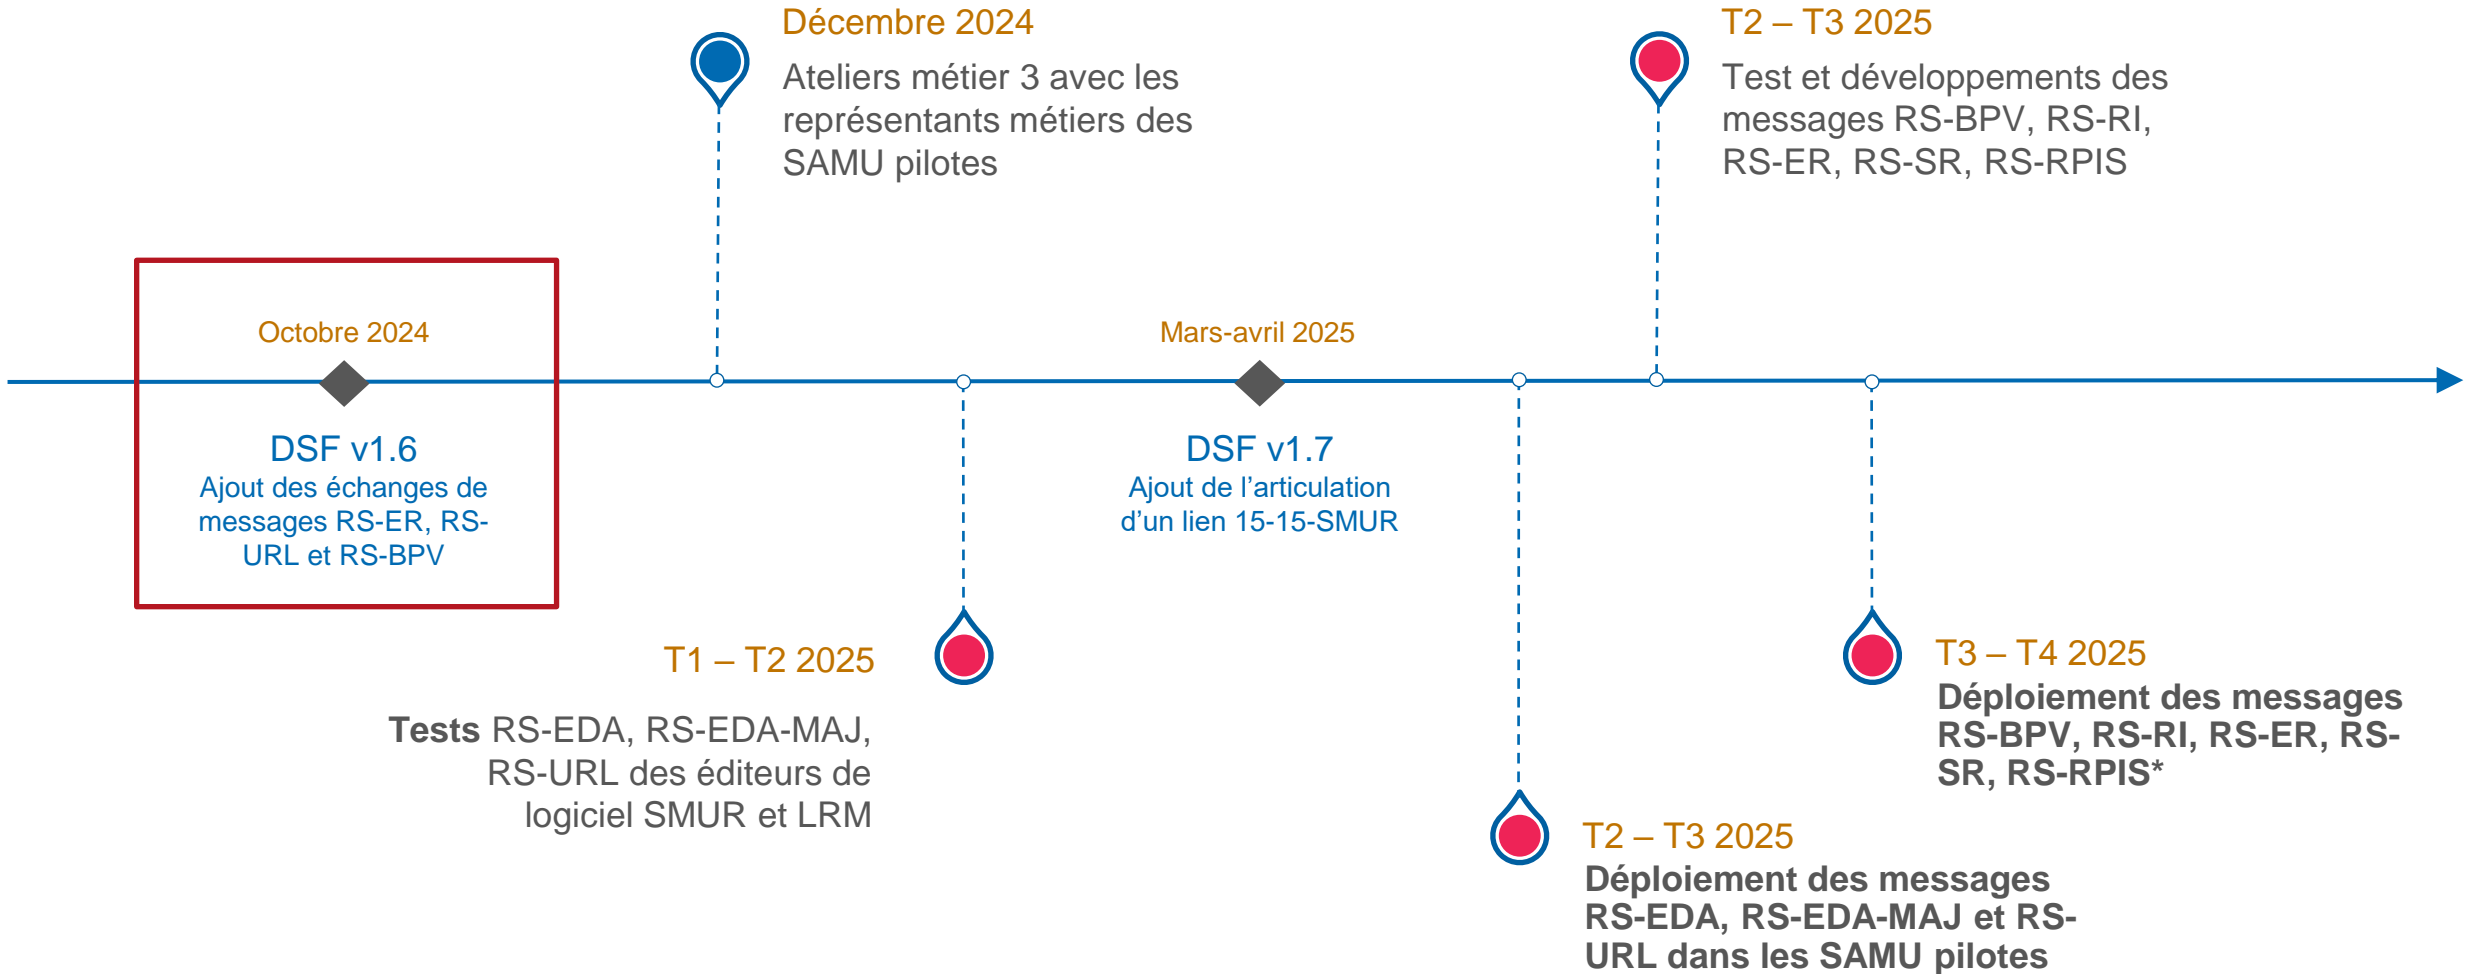 Décembre 2024
Ateliers métier 3 avec les
représentants métiers des
SAMU pilotes
T2 – T3 2025
Test et développements des
messages RS-BPV, RS-RI,
RS-ER, RS-SR, RS-RPIS
Octobre 2024
DSF v1.6
Ajout des échanges de
messages RS-ER, RS-
URL et RS-BPV
Mars-avril 2025
DSF v1.7
Ajout de l’articulation
d’un lien 15-15-SMUR
T1 – T2 2025
Tests RS-EDA, RS-EDA-MAJ,
RS-URL des éditeurs de
logiciel SMUR et LRM
T3 – T4 2025
Déploiement des messages
RS-BPV, RS-RI, RS-ER, RS-
SR, RS-RPIS*
T2 – T3 2025
Déploiement des messages
RS-EDA, RS-EDA-MAJ et RS-
URL dans les SAMU pilotes